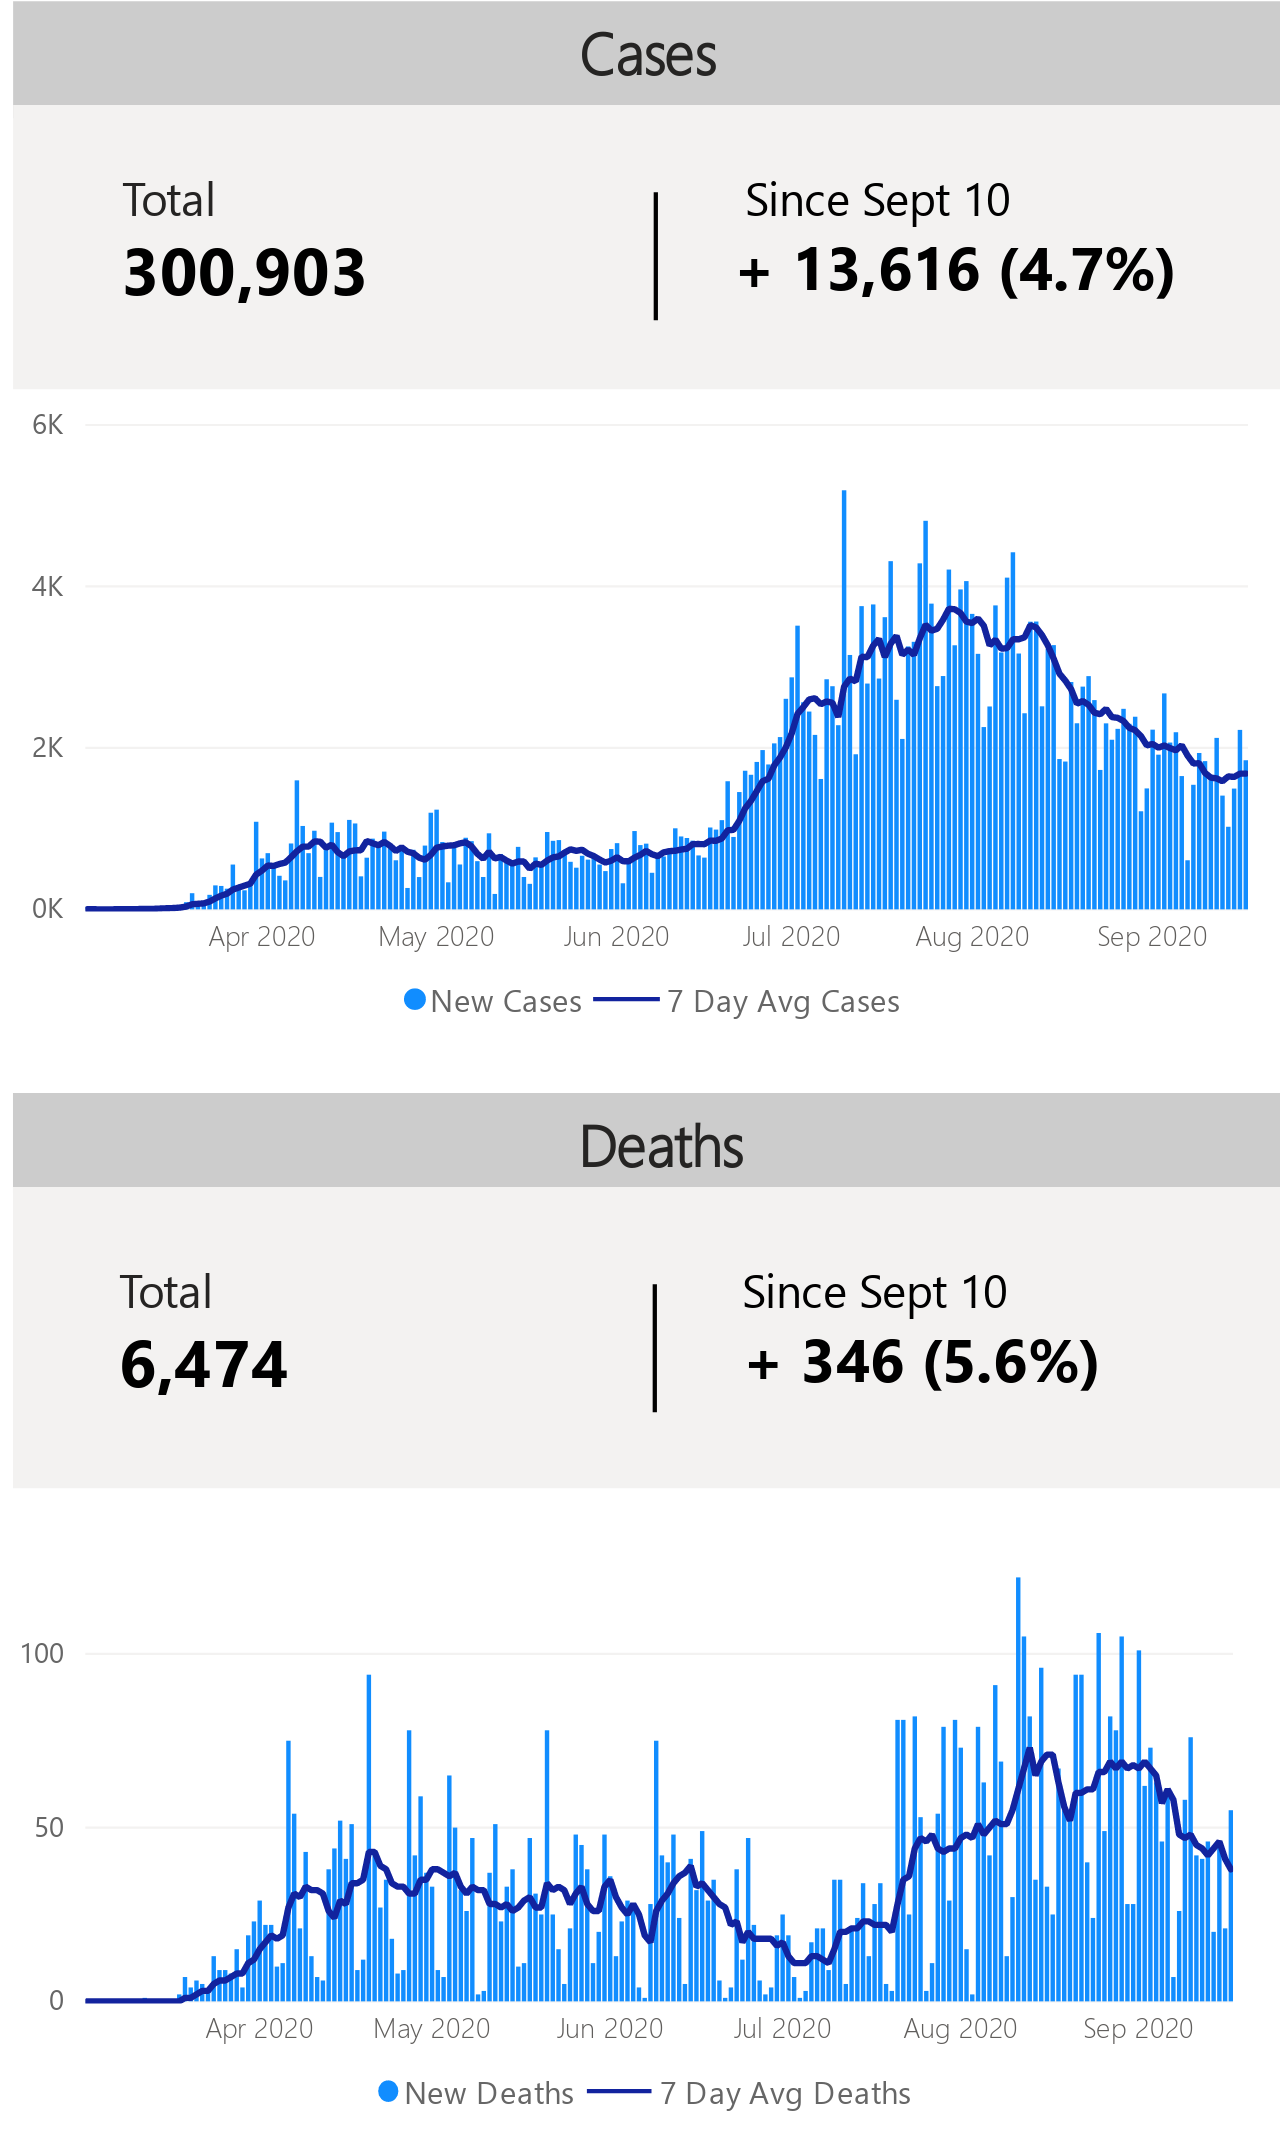 Cases
Total
Since Sept 10
300,903
+ 13,616 (4.7%)
6K
4K
2K
0K
Apr 2020 May 2020 Jun 2020 Jul 2020 Aug 2020 Sep 2020
New Cases 7 Day Avg Cases
Deaths
Total
Since Sept 10
6,474
+ 346 (5.6%)
100
50
0
Apr 2020 May 2020 Jun 2020 Jul 2020 Aug 2020 Sep 2020
New Deaths 7 Day Avg Deaths